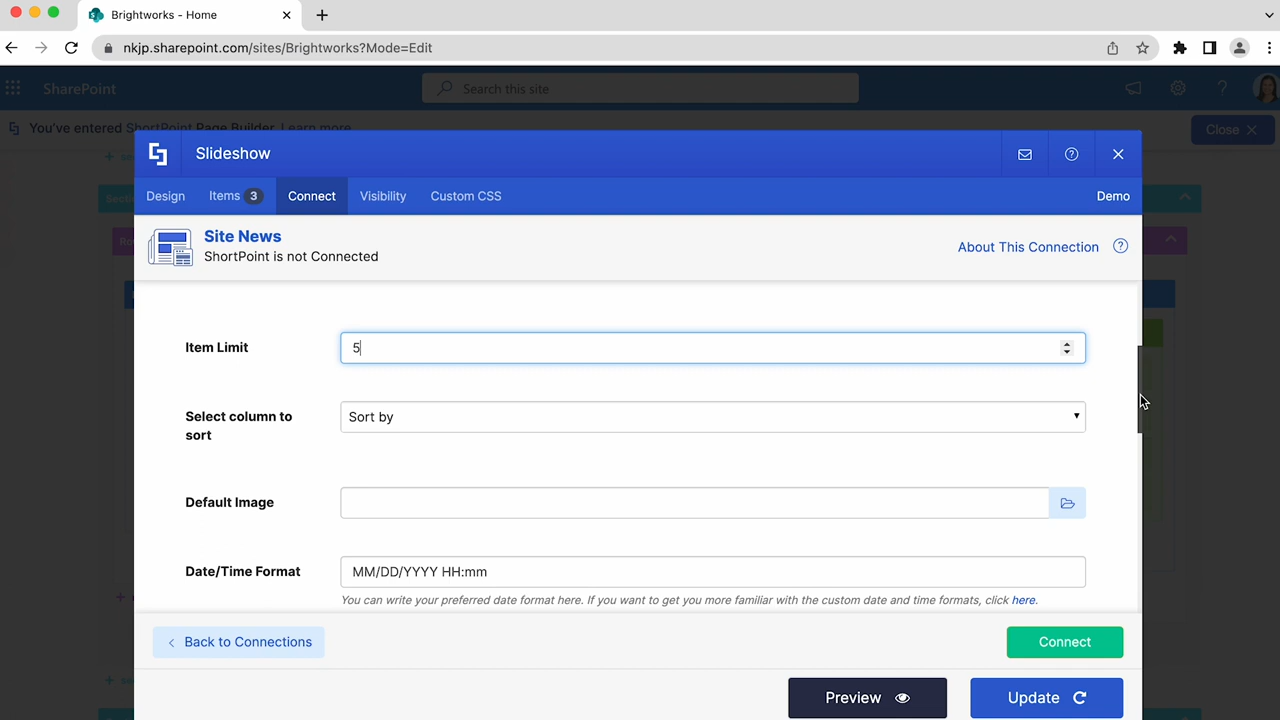 Brightworks - Home
nkjp.sharepoint.com/sites/Brightworks?Mode=Edit
SharePoint
Search this site
You've entered ShortPoint Page Builder. Learn more
Close
Slideshow
Design Items 3 Connect Visibility Custom CSS Demo
Site News
ShortPoint is not Connected
About This Connection
Item Limit
5
Select column to
sort
Sort by
Default Image
Date/Time Format
MM/DD/YYYY HH:mm
You can write your preferred date format here. If you want to get you more familiar with the custom date and time formats, click here.
Back to Connections
Connect
Preview
Update